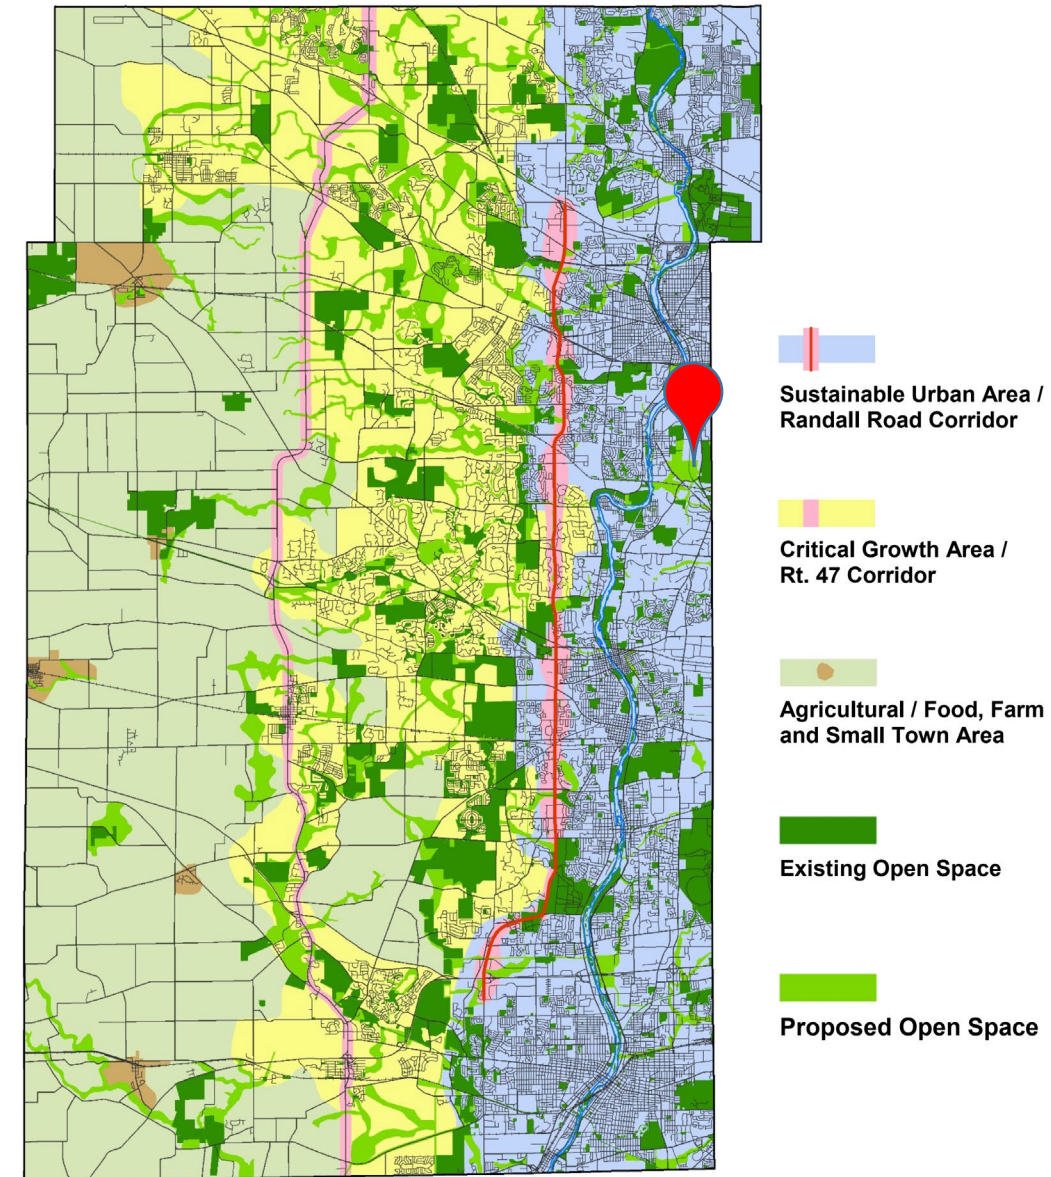 Sustainable Urban Area /
Randall Road Corridor
Critical Growth Area /
Rt. 47 Corridor
Agricultural / Food, Farm
and Small Town Area
Existing Open Space
Proposed Open Space